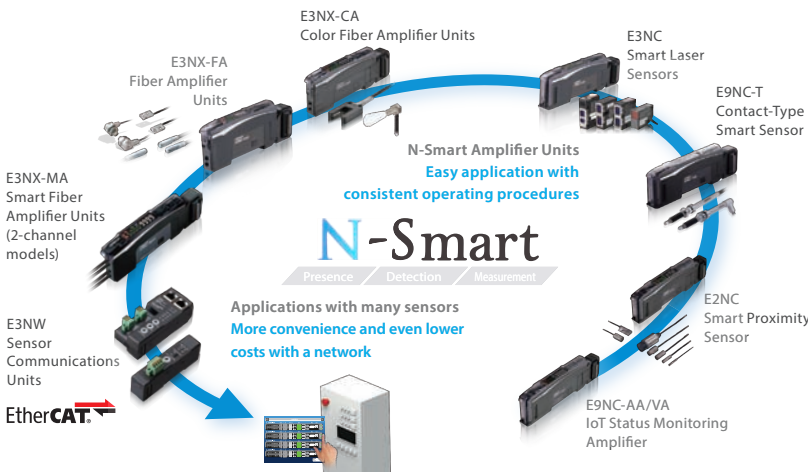 E3NX-CA
Color Fiber Amplifier Units
E3NC
Smart Laser
Sensors
E3NX-FA
Fiber Amplifier
Units
E9NC-T
Contact-Type
Smart Sensor
N-Smart Amplifier Units
Easy application with
consistent operating procedures
E3NX-MA
Smart Fiber
Amplifier Units
(2-channel
models)
N-Smart
Presence Detection Measurement
E2NC
Smart Proximity
Sensor
Applications with many sensors
More convenience and even lower
costs with a network
E3NW
Sensor
Communications
Units
EtherCAT®
E9NC-AA/VA
IoT Status Monitoring
Amplifier